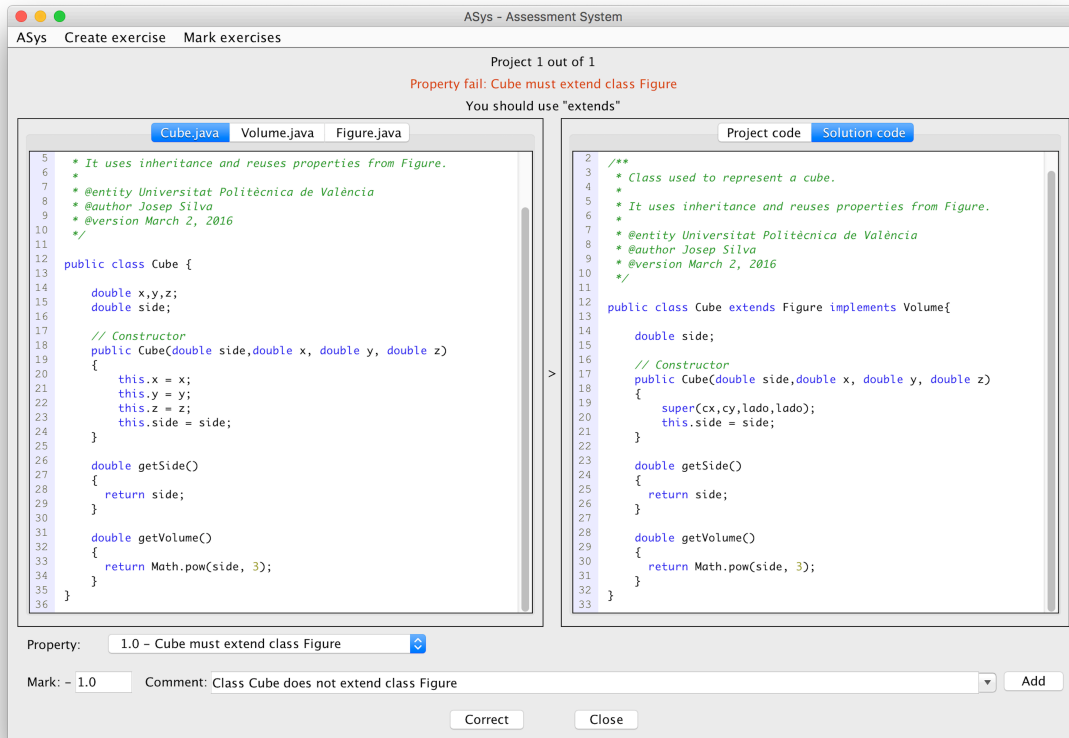 ASys - Assessment System
ASys Create exercise Mark exercises
Project 1 out of 1
Property fail: Cube must extend class Figure
You should use "extends"
Cube.java Volume.java Figure.java
5
6 * It uses inheritance and reuses properties from Figure.
7 *
8 * @entity Universitat Politècnica de València
9 * @author Josep Silva
10 * @version March 2, 2016
11 */
12
13 public class Cube {
14
15 double x,y,z;
16 double side;
17
18 // Constructor
19 public Cube(double side,double x, double y, double z)
20 {
21 this.x = x;
22 this.y = y;
23 this.z = z;
24 this.side = side;
25 }
26
27 double getSide()
28 {
29 return side;
30 }
31
32 double getVolume()
33 {
34 return Math.pow(side, 3);
35 }
36 }
>
Project code Solution code
2 /**
3 * Class used to represent a cube.
4 *
5 * It uses inheritance and reuses properties from Figure.
6 *
7 * @entity Universitat Politècnica de València
8 * @author Josep Silva
9 * @version March 2, 2016
10 */
11
12 public class Cube extends Figure implements Volume{
13
14 double side;
15
16 // Constructor
17 public Cube(double side,double x, double y, double z)
18 {
19 super(cx,cy,lado,lado);
20 this.side = side;
21 }
22
23 double getSide()
24 {
25 return side;
26 }
27
28 double getVolume()
29 {
30 return Math.pow(side, 3);
31 }
32 }
33
Property: 1.0 - Cube must extend class Figure
Mark: - 1.0 Comment: Class Cube does not extend class Figure Add
Correct Close